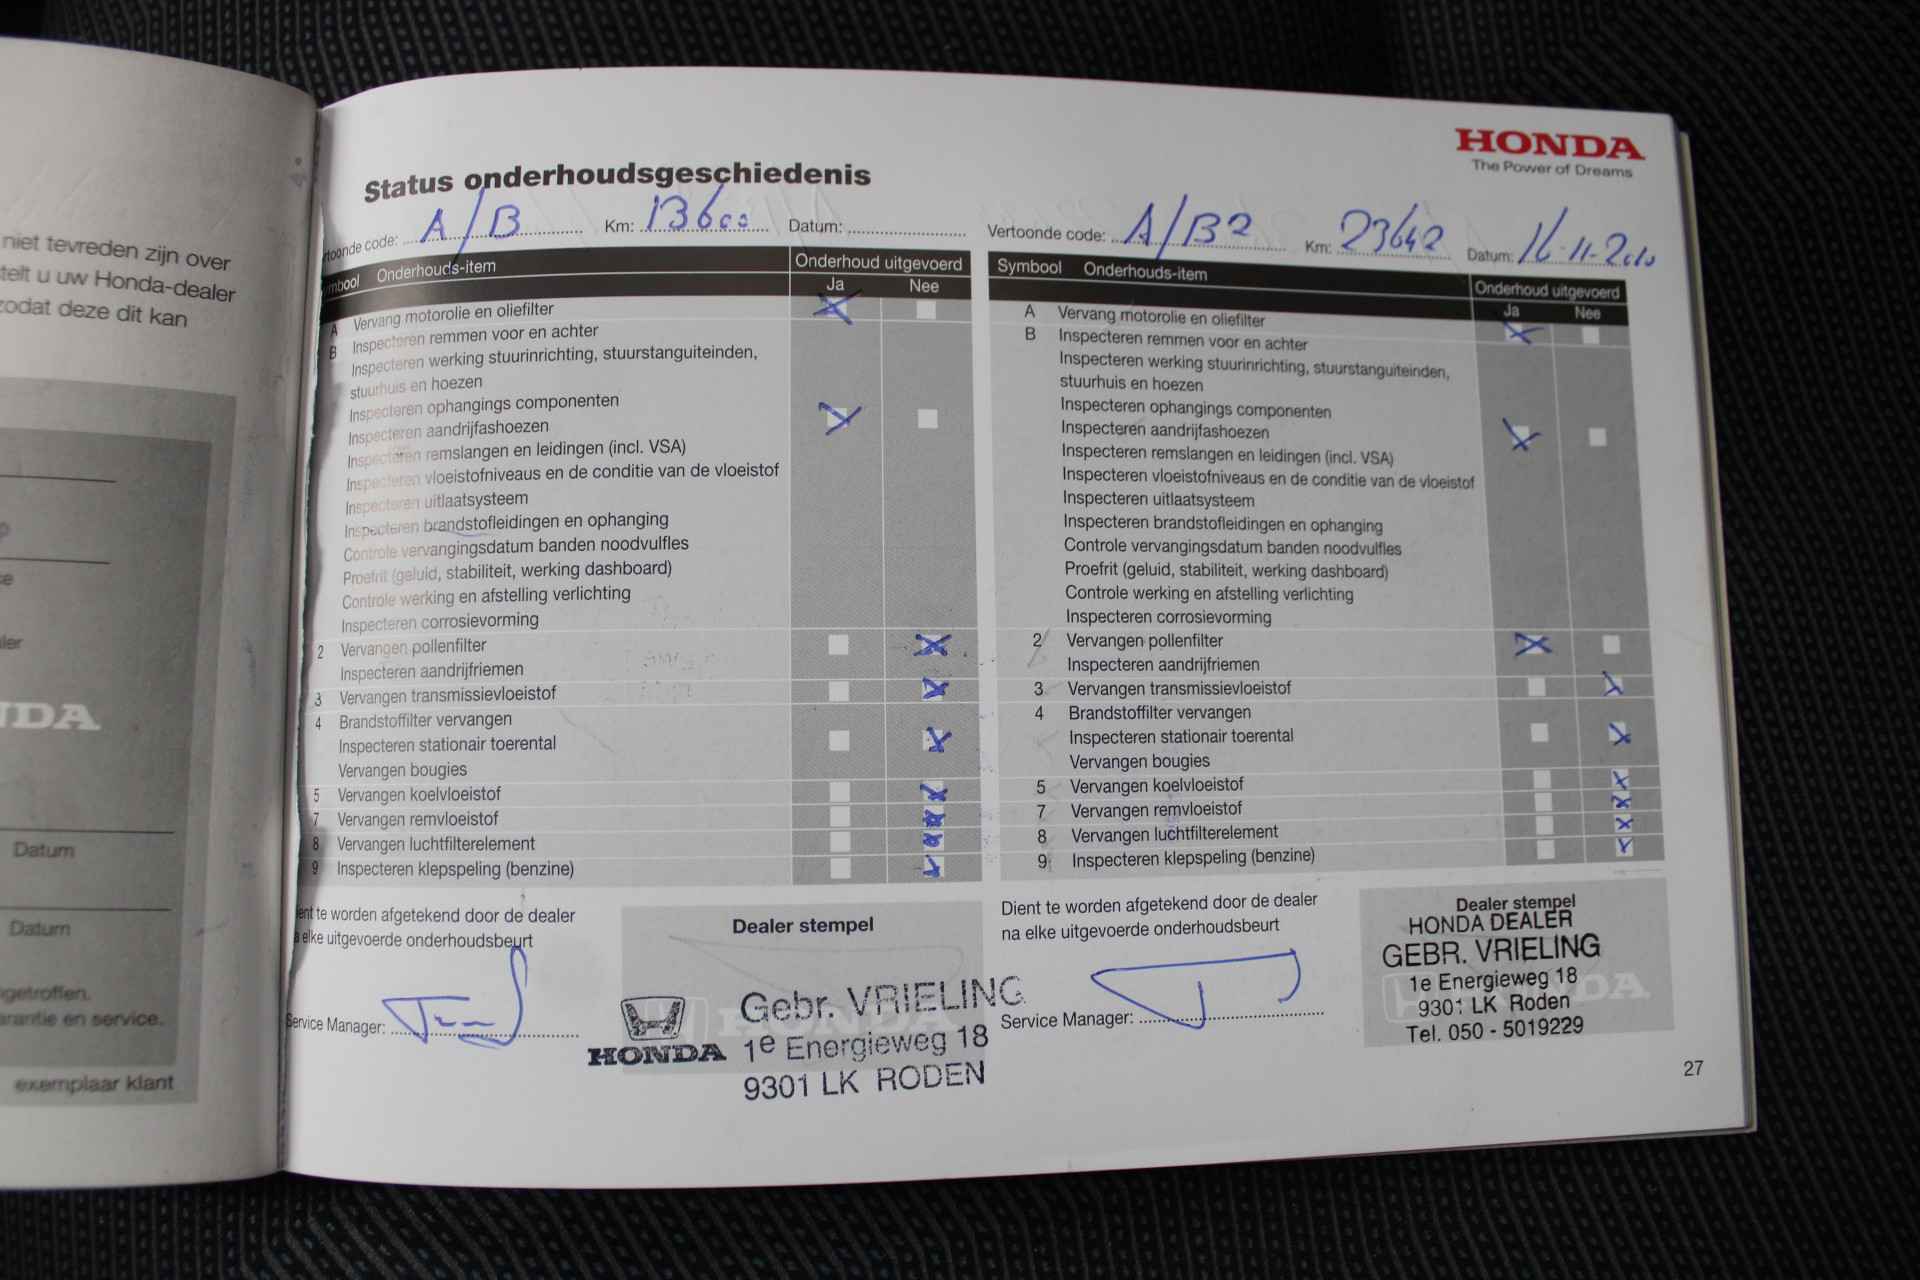 niet tevreden zijn over
telt u uw Honda-dealer
zodat deze dit kan
Datum
Datum
getroffen.
arantie en service.
exemplaar klant
HONDA
The Power of Dreams
Status onderhoudsgeschiedenis
Vertoonde code: A/B Km: 13600 Datum:
Symbool Onderhouds-item Onderhoud uitgevoerd
Ja Nee
A Vervang motorolie en oliefilter
B Inspecteren remmen voor en achter
Inspecteren werking stuurinrichting, stuurstanguiteinden,
stuurhuis en hoezen
Inspecteren ophangings componenten
Inspecteren aandrijfashoezen
Inspecteren remslangen en leidingen (incl. VSA)
Inspecteren vloeistofniveaus en de conditie van de vloeistof
Inspecteren uitlaatsysteem
Inspecteren brandstofleidingen en ophanging
Controle vervangingsdatum banden noodvulfles
Proefrit (geluid, stabiliteit, werking dashboard)
Controle werking en afstelling verlichting
Inspecteren corrosievorming
2 Vervangen pollenfilter
Inspecteren aandrijfriemen
3 Vervangen transmissievloeistof
4 Brandstoffilter vervangen
Inspecteren stationair toerental
Vervangen bougies
5 Vervangen koelvloeistof
7 Vervangen remvloeistof
8 Vervangen luchtfilterelement
9 Inspecteren klepspeling (benzine)
Dient te worden afgetekend door de dealer
na elke uitgevoerde onderhoudsbeurt
Service Manager:
Dealer stempel
HONDA
Gebr. VRIELING
1e Energieweg 18
9301 LK RODEN
Vertoonde code: A/B2 Km: 23642 Datum: 16-11-2010
Symbool Onderhouds-item Onderhoud uitgevoerd
Ja Nee
A Vervang motorolie en oliefilter
B Inspecteren remmen voor en achter
Inspecteren werking stuurinrichting, stuurstanguiteinden,
stuurhuis en hoezen
Inspecteren ophangings componenten
Inspecteren aandrijfashoezen
Inspecteren remslangen en leidingen (incl. VSA)
Inspecteren vloeistofniveaus en de conditie van de vloeistof
Inspecteren uitlaatsysteem
Inspecteren brandstofleidingen en ophanging
Controle vervangingsdatum banden noodvulfles
Proefrit (geluid, stabiliteit, werking dashboard)
Controle werking en afstelling verlichting
Inspecteren corrosievorming
2 Vervangen pollenfilter
Inspecteren aandrijfriemen
3 Vervangen transmissievloeistof
4 Brandstoffilter vervangen
Inspecteren stationair toerental
Vervangen bougies
5 Vervangen koelvloeistof
7 Vervangen remvloeistof
8 Vervangen luchtfilterelement
9 Inspecteren klepspeling (benzine)
Dient te worden afgetekend door de dealer
na elke uitgevoerde onderhoudsbeurt
Service Manager:
Dealer stempel
HONDA DEALER
GEBR. VRIELING
1e Energieweg 18
9301 LK Roden
Tel. 050 - 5019229
27